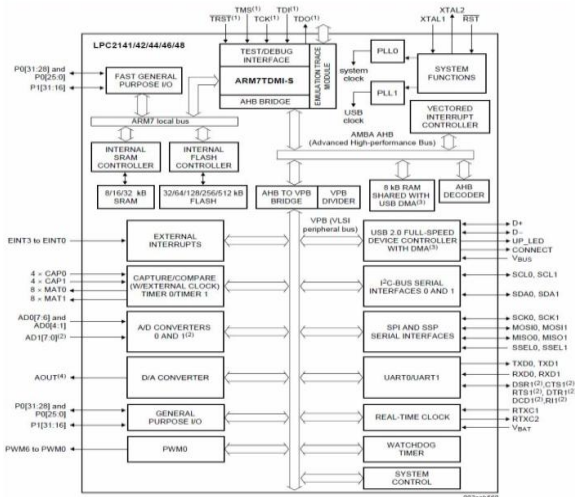 TMS(1) TDI(1) XTAL2
TRST(1) TCK(1) TDO(1) XTAL1 RST
LPC2141/42/44/46/48
P0[31:28] and
P0[25:0]
P1[31:16]
FAST GENERAL
PURPOSE I/O
TEST/DEBUG
INTERFACE
ARM7TDMI-S
AHB BRIDGE
EMULATION TRACE
MODULE
PLL0
system
clock
PLL1
USB
clock
SYSTEM
FUNCTIONS
VECTORED
INTERRUPT
CONTROLLER
ARM7 local bus
AMBA AHB
(Advanced High-performance Bus)
INTERNAL
SRAM
CONTROLLER
INTERNAL
FLASH
CONTROLLER
8/16/32 kB
SRAM
32/64/128/256/512 kB
FLASH
AHB TO VPB
BRIDGE
VPB
DIVIDER
8 kB RAM
SHARED WITH
USB DMA(3)
AHB
DECODER
VPB (VLSI
peripheral bus)
EINT3 to EINT0
EXTERNAL
INTERRUPTS
USB 2.0 FULL-SPEED
DEVICE CONTROLLER
WITH DMA(3)
D+
D−
UP_LED
CONNECT
VBUS
4 × CAP0
4 × CAP1
8 × MAT0
8 × MAT1
CAPTURE/COMPARE
(W/EXTERNAL CLOCK)
TIMER 0/TIMER 1
I2C-BUS SERIAL
INTERFACES 0 AND 1
SCL0, SCL1
SDA0, SDA1
AD0[7:6] and
AD0[4:1]
AD1[7:0](2)
A/D CONVERTERS
0 AND 1(2)
SPI AND SSP
SERIAL INTERFACES
SCK0, SCK1
MOSI0, MOSI1
MISO0, MISO1
SSEL0, SSEL1
AOUT(4)
D/A CONVERTER
UART0/UART1
TXD0, TXD1
RXD0, RXD1
DSR1(2),CTS1(2)
RTS1(2), DTR1(2)
DCD1(2),RI1(2)
P0[31:28] and
P0[25:0]
P1[31:16]
GENERAL
PURPOSE I/O
REAL-TIME CLOCK
RTXC1
RTXC2
VBAT
PWM6 to PWM0
PWM0
WATCHDOG
TIMER
SYSTEM
CONTROL